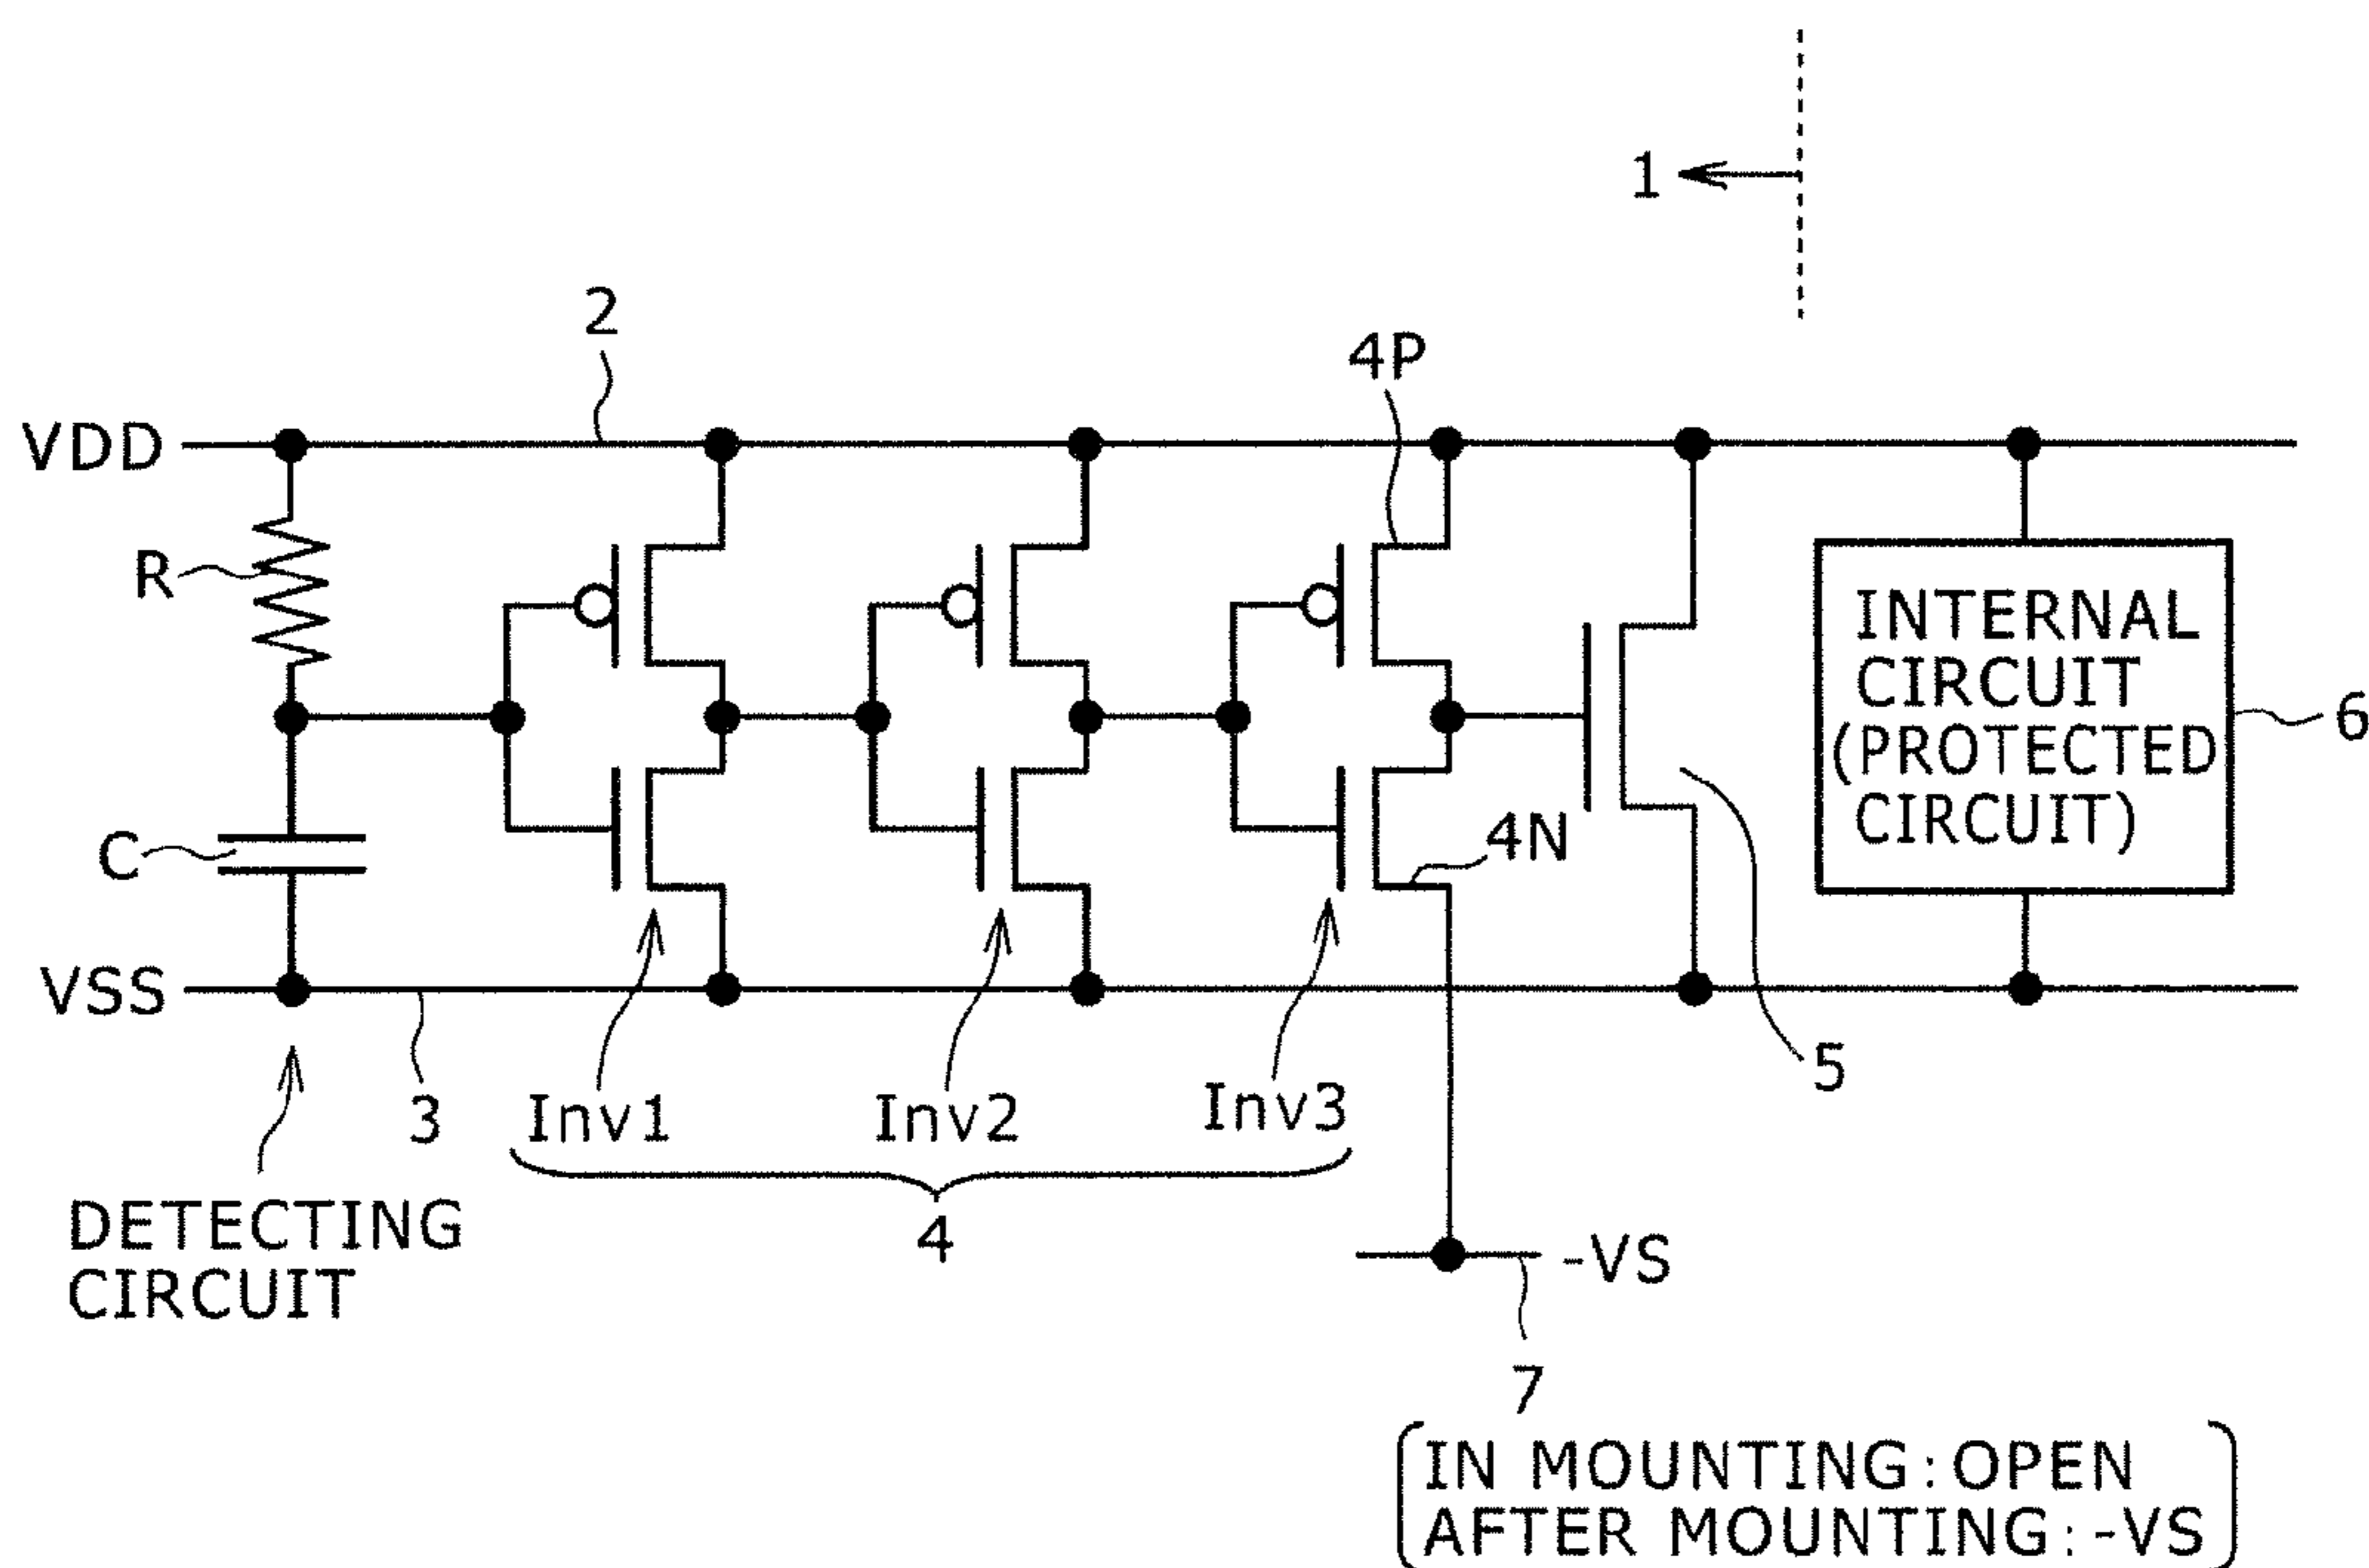 1
2
4P
VDD
R
INTERNAL
CIRCUIT
(PROTECTED
CIRCUIT)
6
C
4N
VSS
5
3
Inv1
Inv2
Inv3
4
DETECTING
CIRCUIT
-VS
7
IN MOUNTING:OPEN
AFTER MOUNTING:-VS